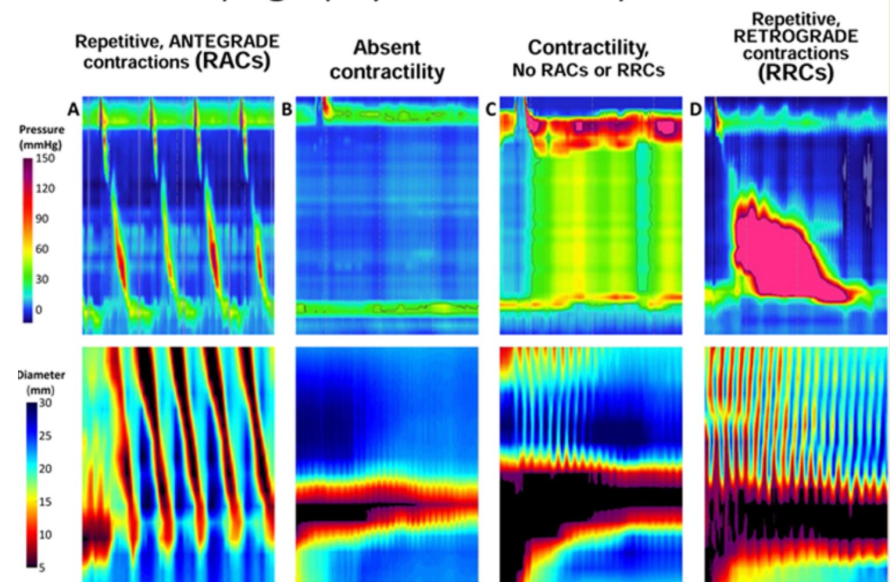 Repetitive, ANTEGRADE
contractions (RACs)
Absent
contractility
Contractility,
No RACs or RRCs
Repetitive,
RETROGRADE
contractions
(RRCs)
A
B
C
D
Pressure
(mmHg)
150
120
90
60
30
0
Diameter
(mm)
30
25
20
15
10
5